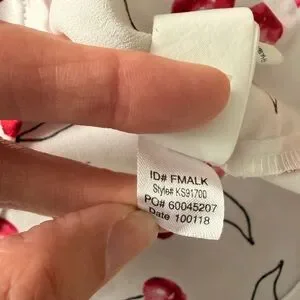 ID# FMALK
Style# KS91700
PO# 60045207
Date 100118